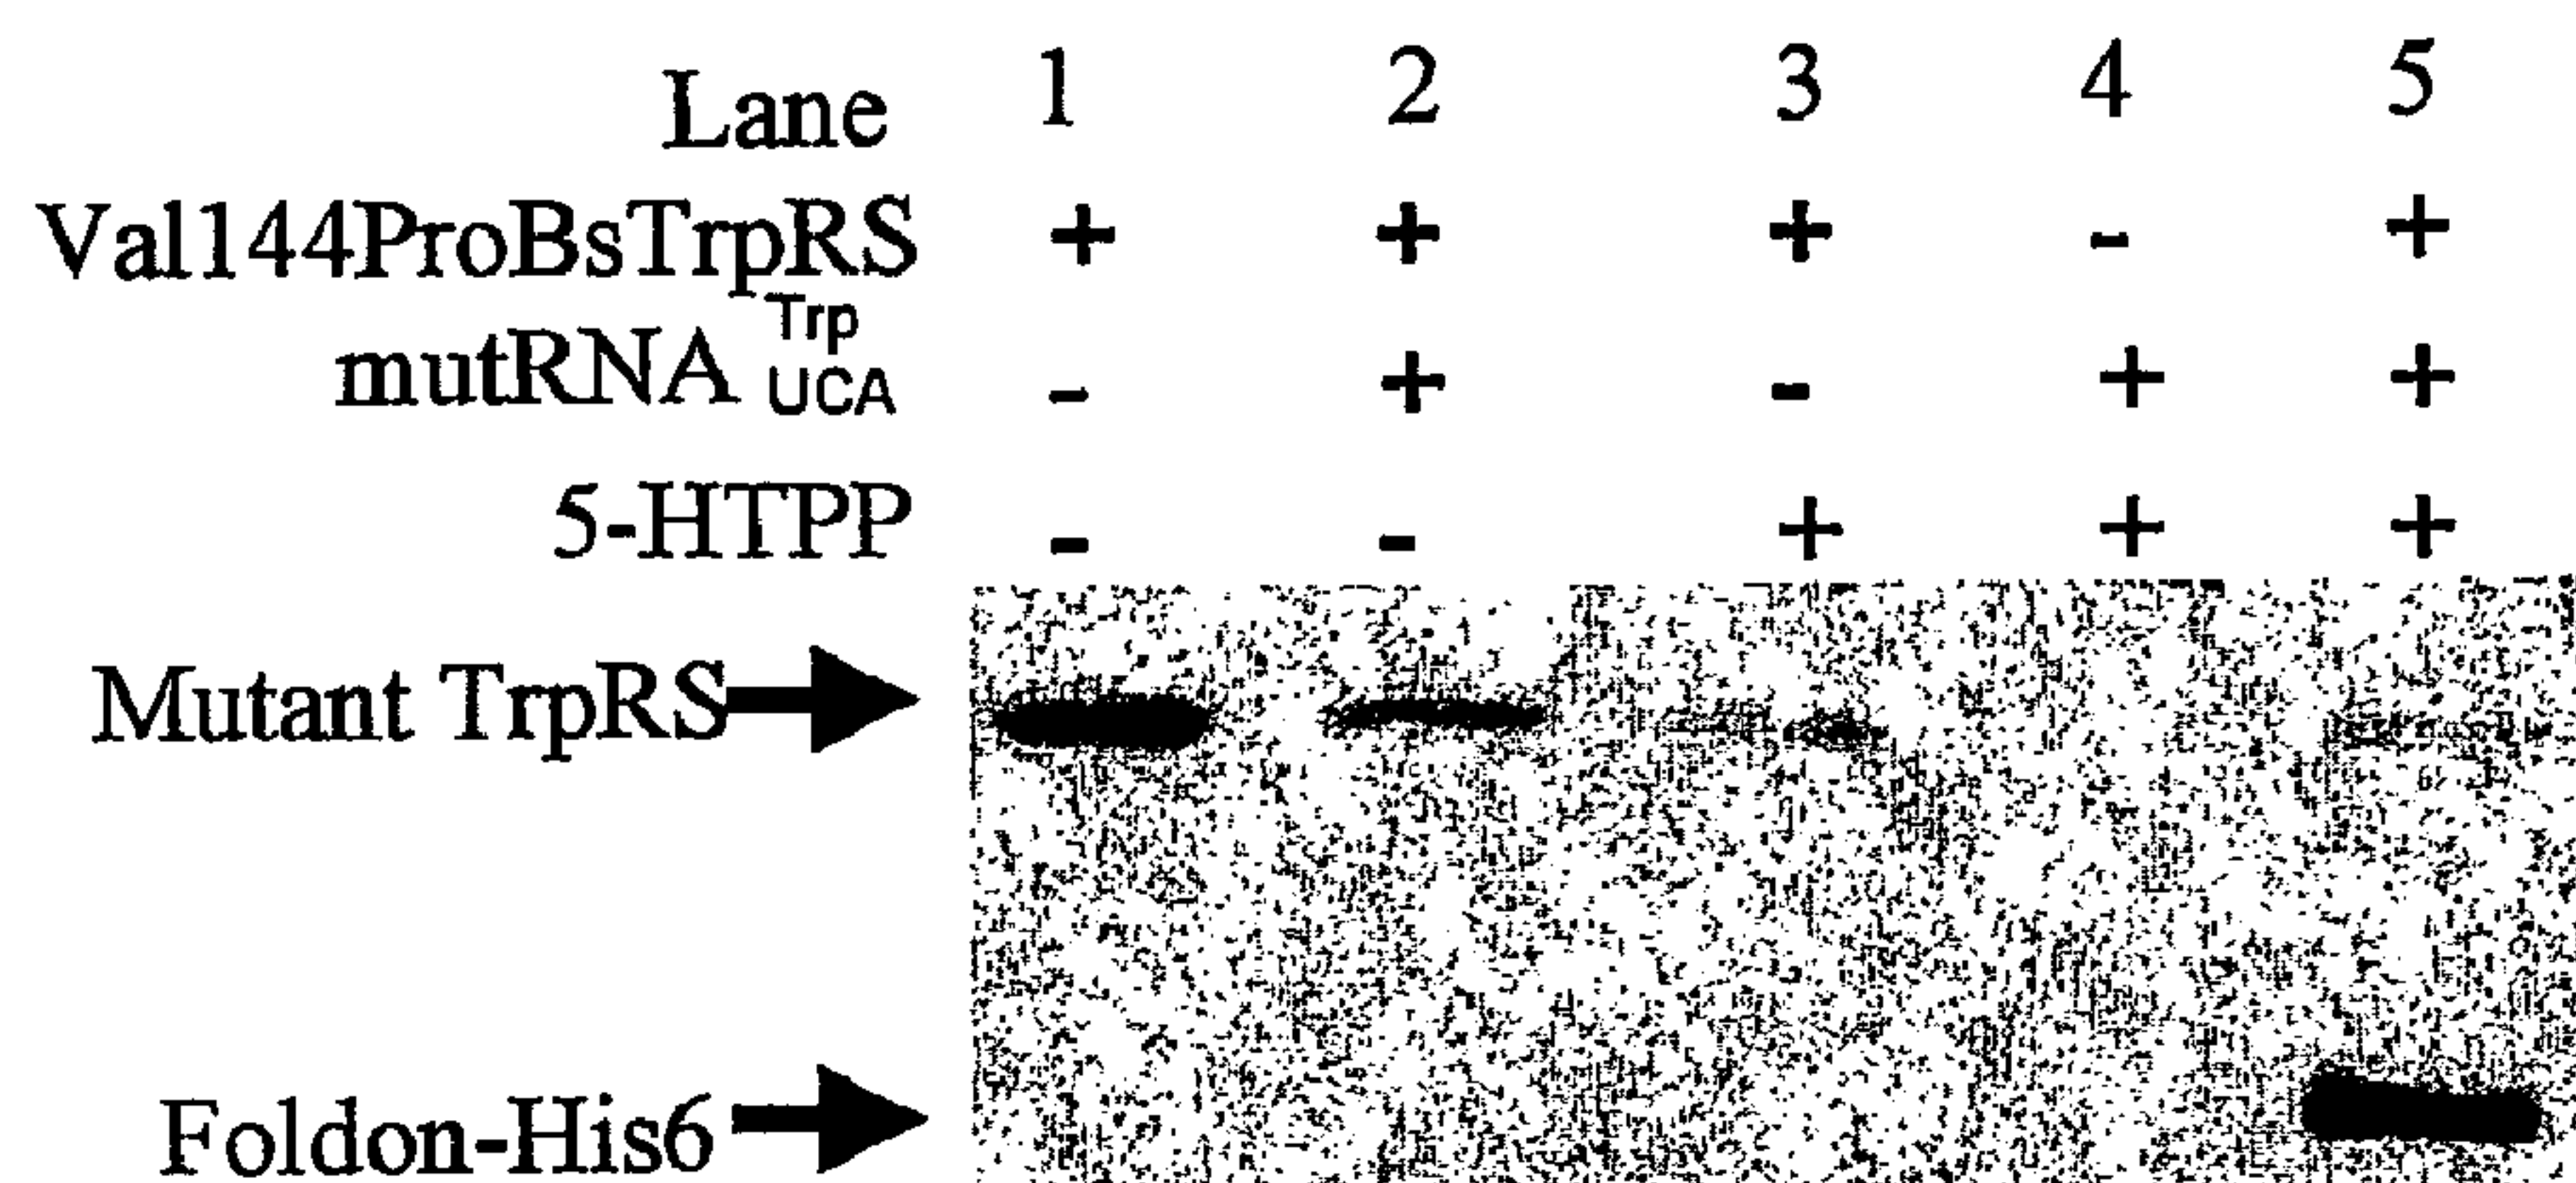 Lane 1 2 3 4 5
Val144ProBsTrpRS + + + - +
mutRNA Trp UCA - + - + +
5-HTPP - - + + +
Mutant TrpRS
Foldon-His6